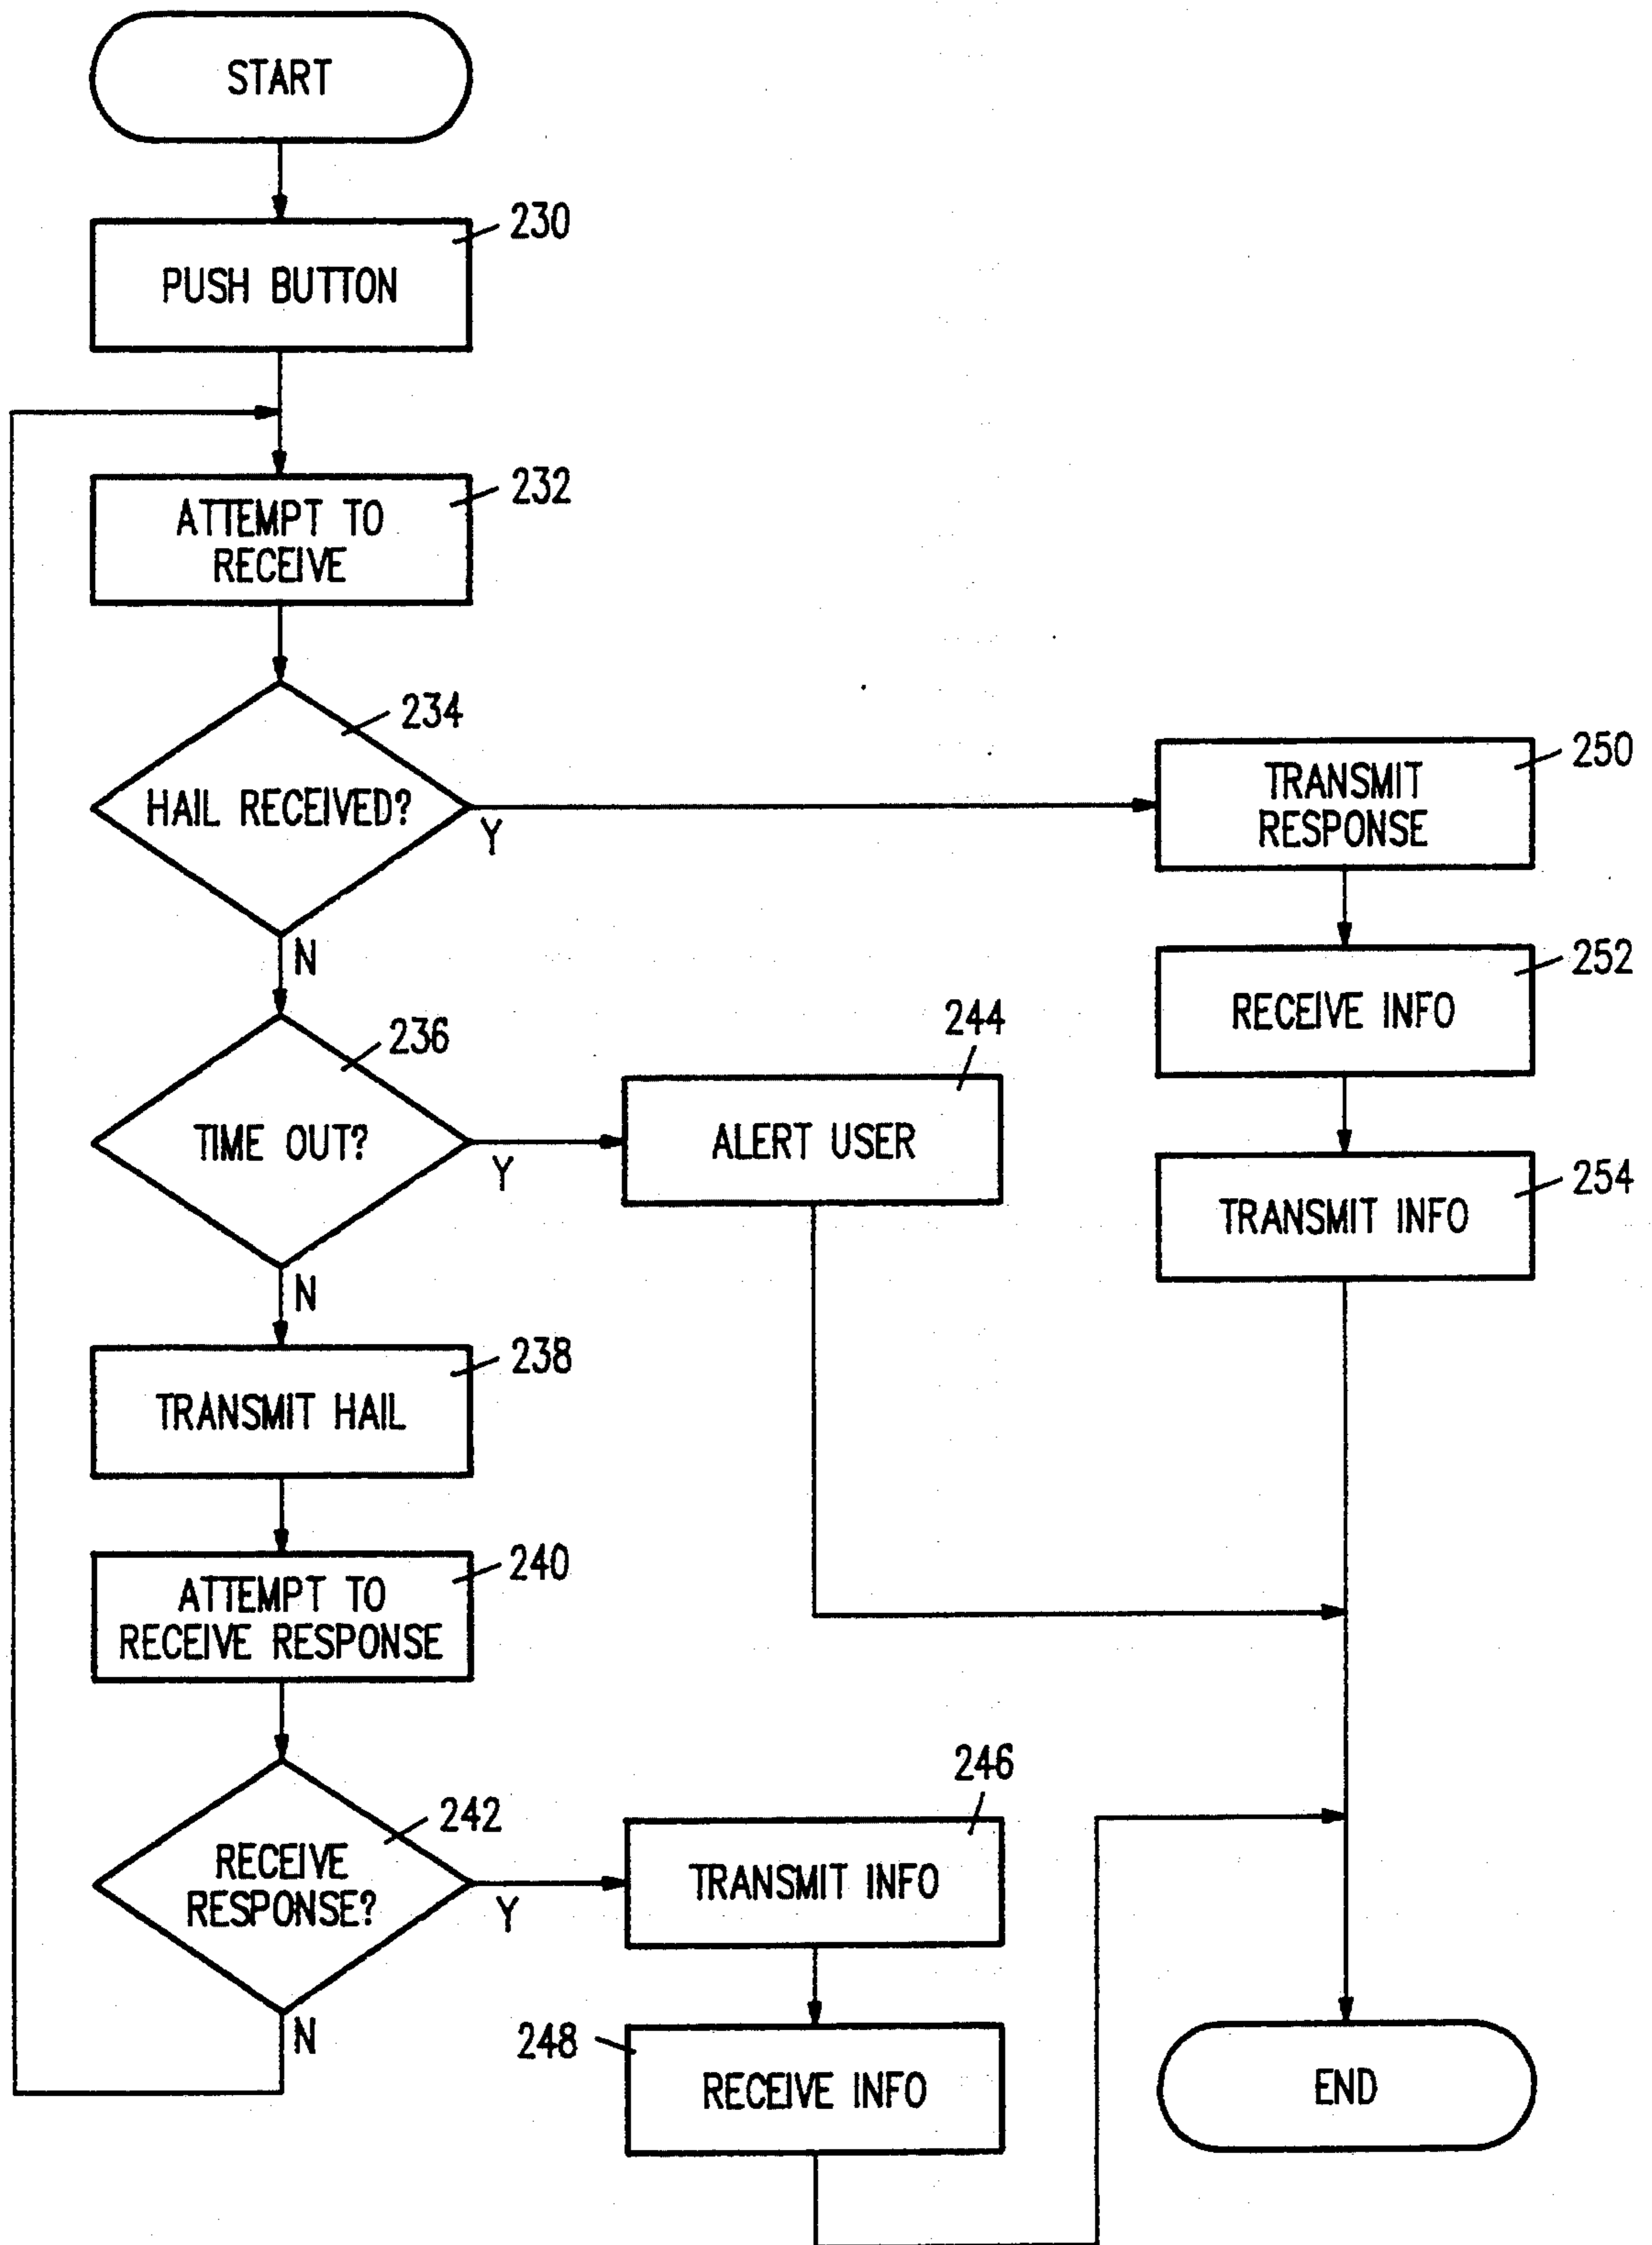 START
230
PUSH BUTTON
232
ATTEMPT TO
RECEIVE
234
HAIL RECEIVED?
Y
N
250
TRANSMIT
RESPONSE
252
RECEIVE INFO
236
TIME OUT?
Y
N
244
ALERT USER
254
TRANSMIT INFO
238
TRANSMIT HAIL
240
ATTEMPT TO
RECEIVE RESPONSE
242
RECEIVE
RESPONSE?
Y
N
246
TRANSMIT INFO
248
RECEIVE INFO
END